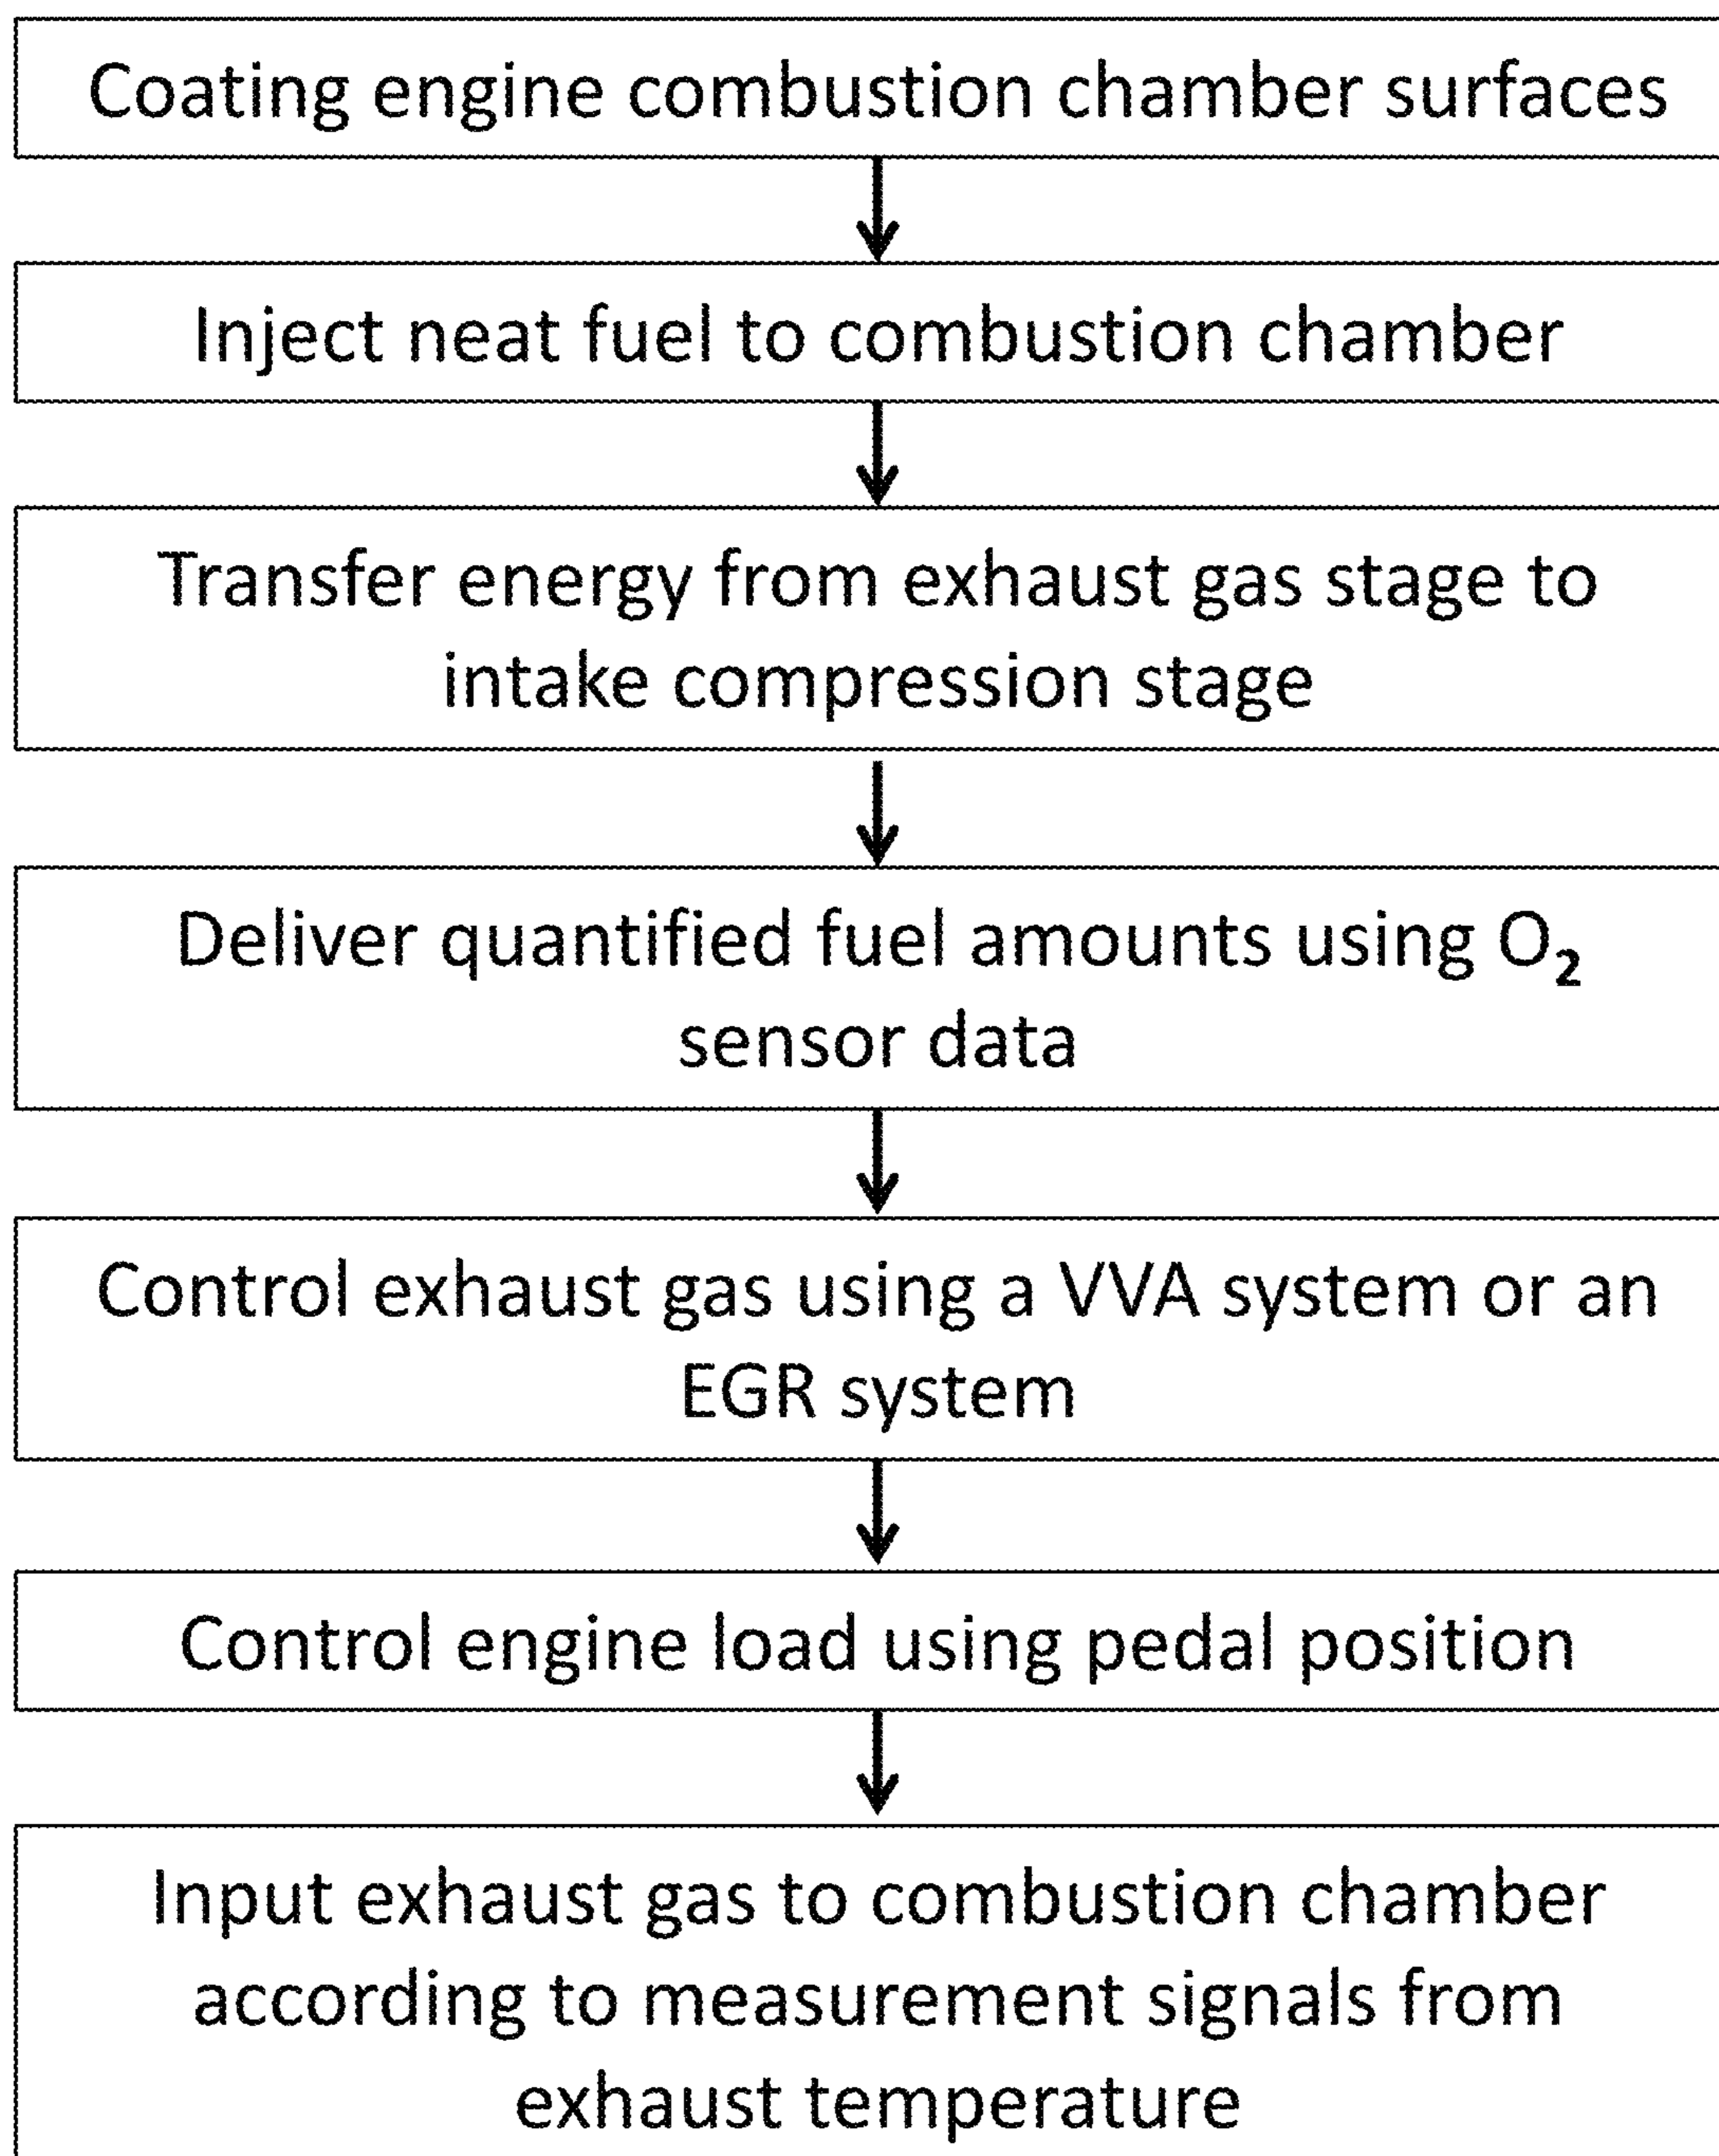 Coating engine combustion chamber surfaces
Inject neat fuel to combustion chamber
Transfer energy from exhaust gas stage to
intake compression stage
Deliver quantified fuel amounts using O₂
sensor data
Control exhaust gas using a VVA system or an
EGR system
Control engine load using pedal position
Input exhaust gas to combustion chamber
according to measurement signals from
exhaust temperature